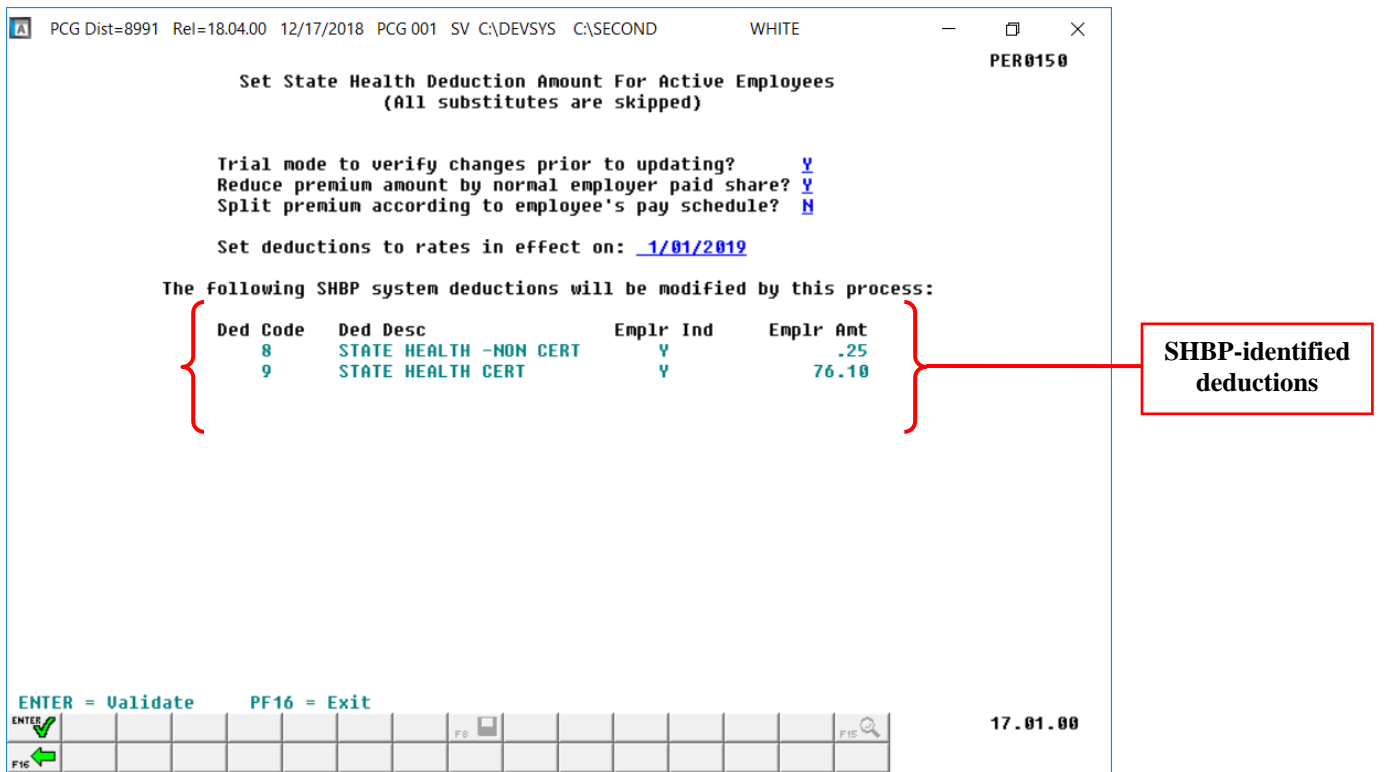 A PCG Dist=8991 Rel=18.04.00 12/17/2018 PCG 001 SV C:\DEVSYS C:\SECOND WHITE
PER0150
Set State Health Deduction Amount For Active Employees
(All substitutes are skipped)
Trial mode to verify changes prior to updating? Y
Reduce premium amount by normal employer paid share? Y
Split premium according to employee's pay schedule? N
Set deductions to rates in effect on: 1/01/2019
The following SHBP system deductions will be modified by this process:
Ded Code Ded Desc Emplr Ind Emplr Amt
8 STATE HEALTH -NON CERT Y .25
9 STATE HEALTH CERT Y 76.10
SHBP-identified
deductions
ENTER = Validate PF16 = Exit
ENTER F8 F15
17.01.00
F16